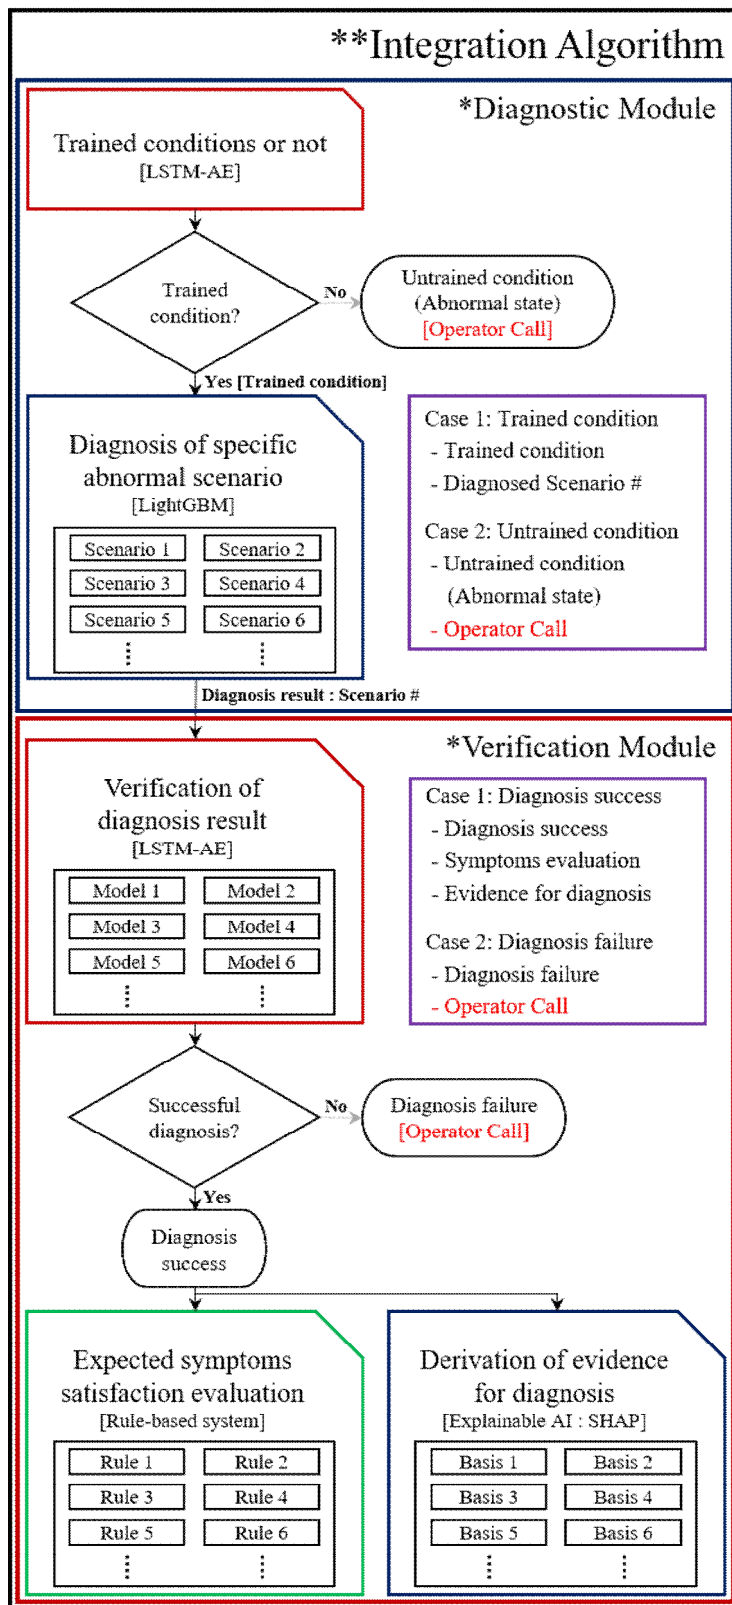 **Integration Algorithm
*Diagnostic Module
Trained conditions or not
[LSTM-AE]
Trained
condition?
No
Untrained condition
(Abnormal state)
[Operator Call]
Yes [Trained condition]
Diagnosis of specific
abnormal scenario
[LightGBM]
Scenario 1
Scenario 2
Scenario 3
Scenario 4
Scenario 5
Scenario 6
Case 1: Trained condition
- Trained condition
- Diagnosed Scenario #
Case 2: Untrained condition
- Untrained condition
(Abnormal state)
- Operator Call
Diagnosis result : Scenario #
*Verification Module
Verification of
diagnosis result
[LSTM-AE]
Model 1
Model 2
Model 3
Model 4
Model 5
Model 6
Case 1: Diagnosis success
- Diagnosis success
- Symptoms evaluation
- Evidence for diagnosis
Case 2: Diagnosis failure
- Diagnosis failure
- Operator Call
Successful
diagnosis?
No
Diagnosis failure
[Operator Call]
Yes
Diagnosis
success
Expected symptoms
satisfaction evaluation
[Rule-based system]
Rule 1
Rule 2
Rule 3
Rule 4
Rule 5
Rule 6
Derivation of evidence
for diagnosis
[Explainable AI : SHAP]
Basis 1
Basis 2
Basis 3
Basis 4
Basis 5
Basis 6